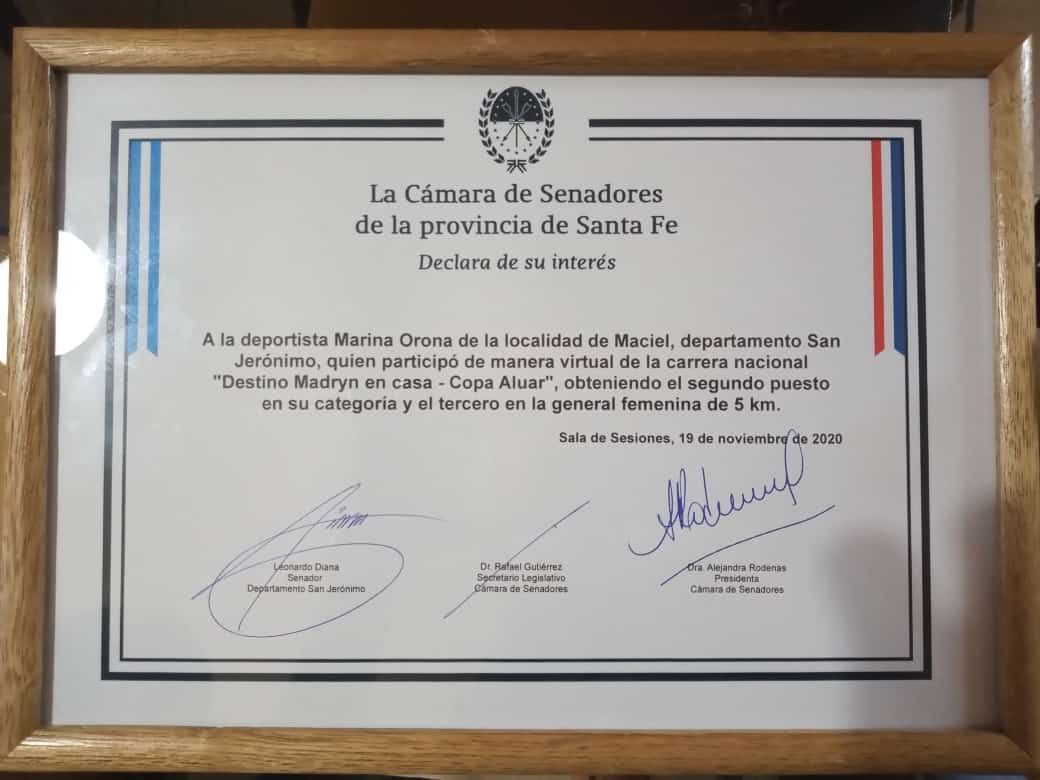 La Cámara de Senadores
de la provincia de Santa Fe
Declara de su interés
A la deportista Marina Orona de la localidad de Maciel, departamento San
Jerónimo, quien participó de manera virtual de la carrera nacional
"Destino Madryn en casa - Copa Aluar", obteniendo el segundo puesto
en su categoría y el tercero en la general femenina de 5 km.
Sala de Sesiones, 19 de noviembre de 2020
Leonardo Diana
Senador
Departamento San Jerónimo
Dr. Rafael Gutiérrez
Secretario Legislativo
Cámara de Senadores
Dra. Alejandra Rodenas
Presidenta
Cámara de Senadores